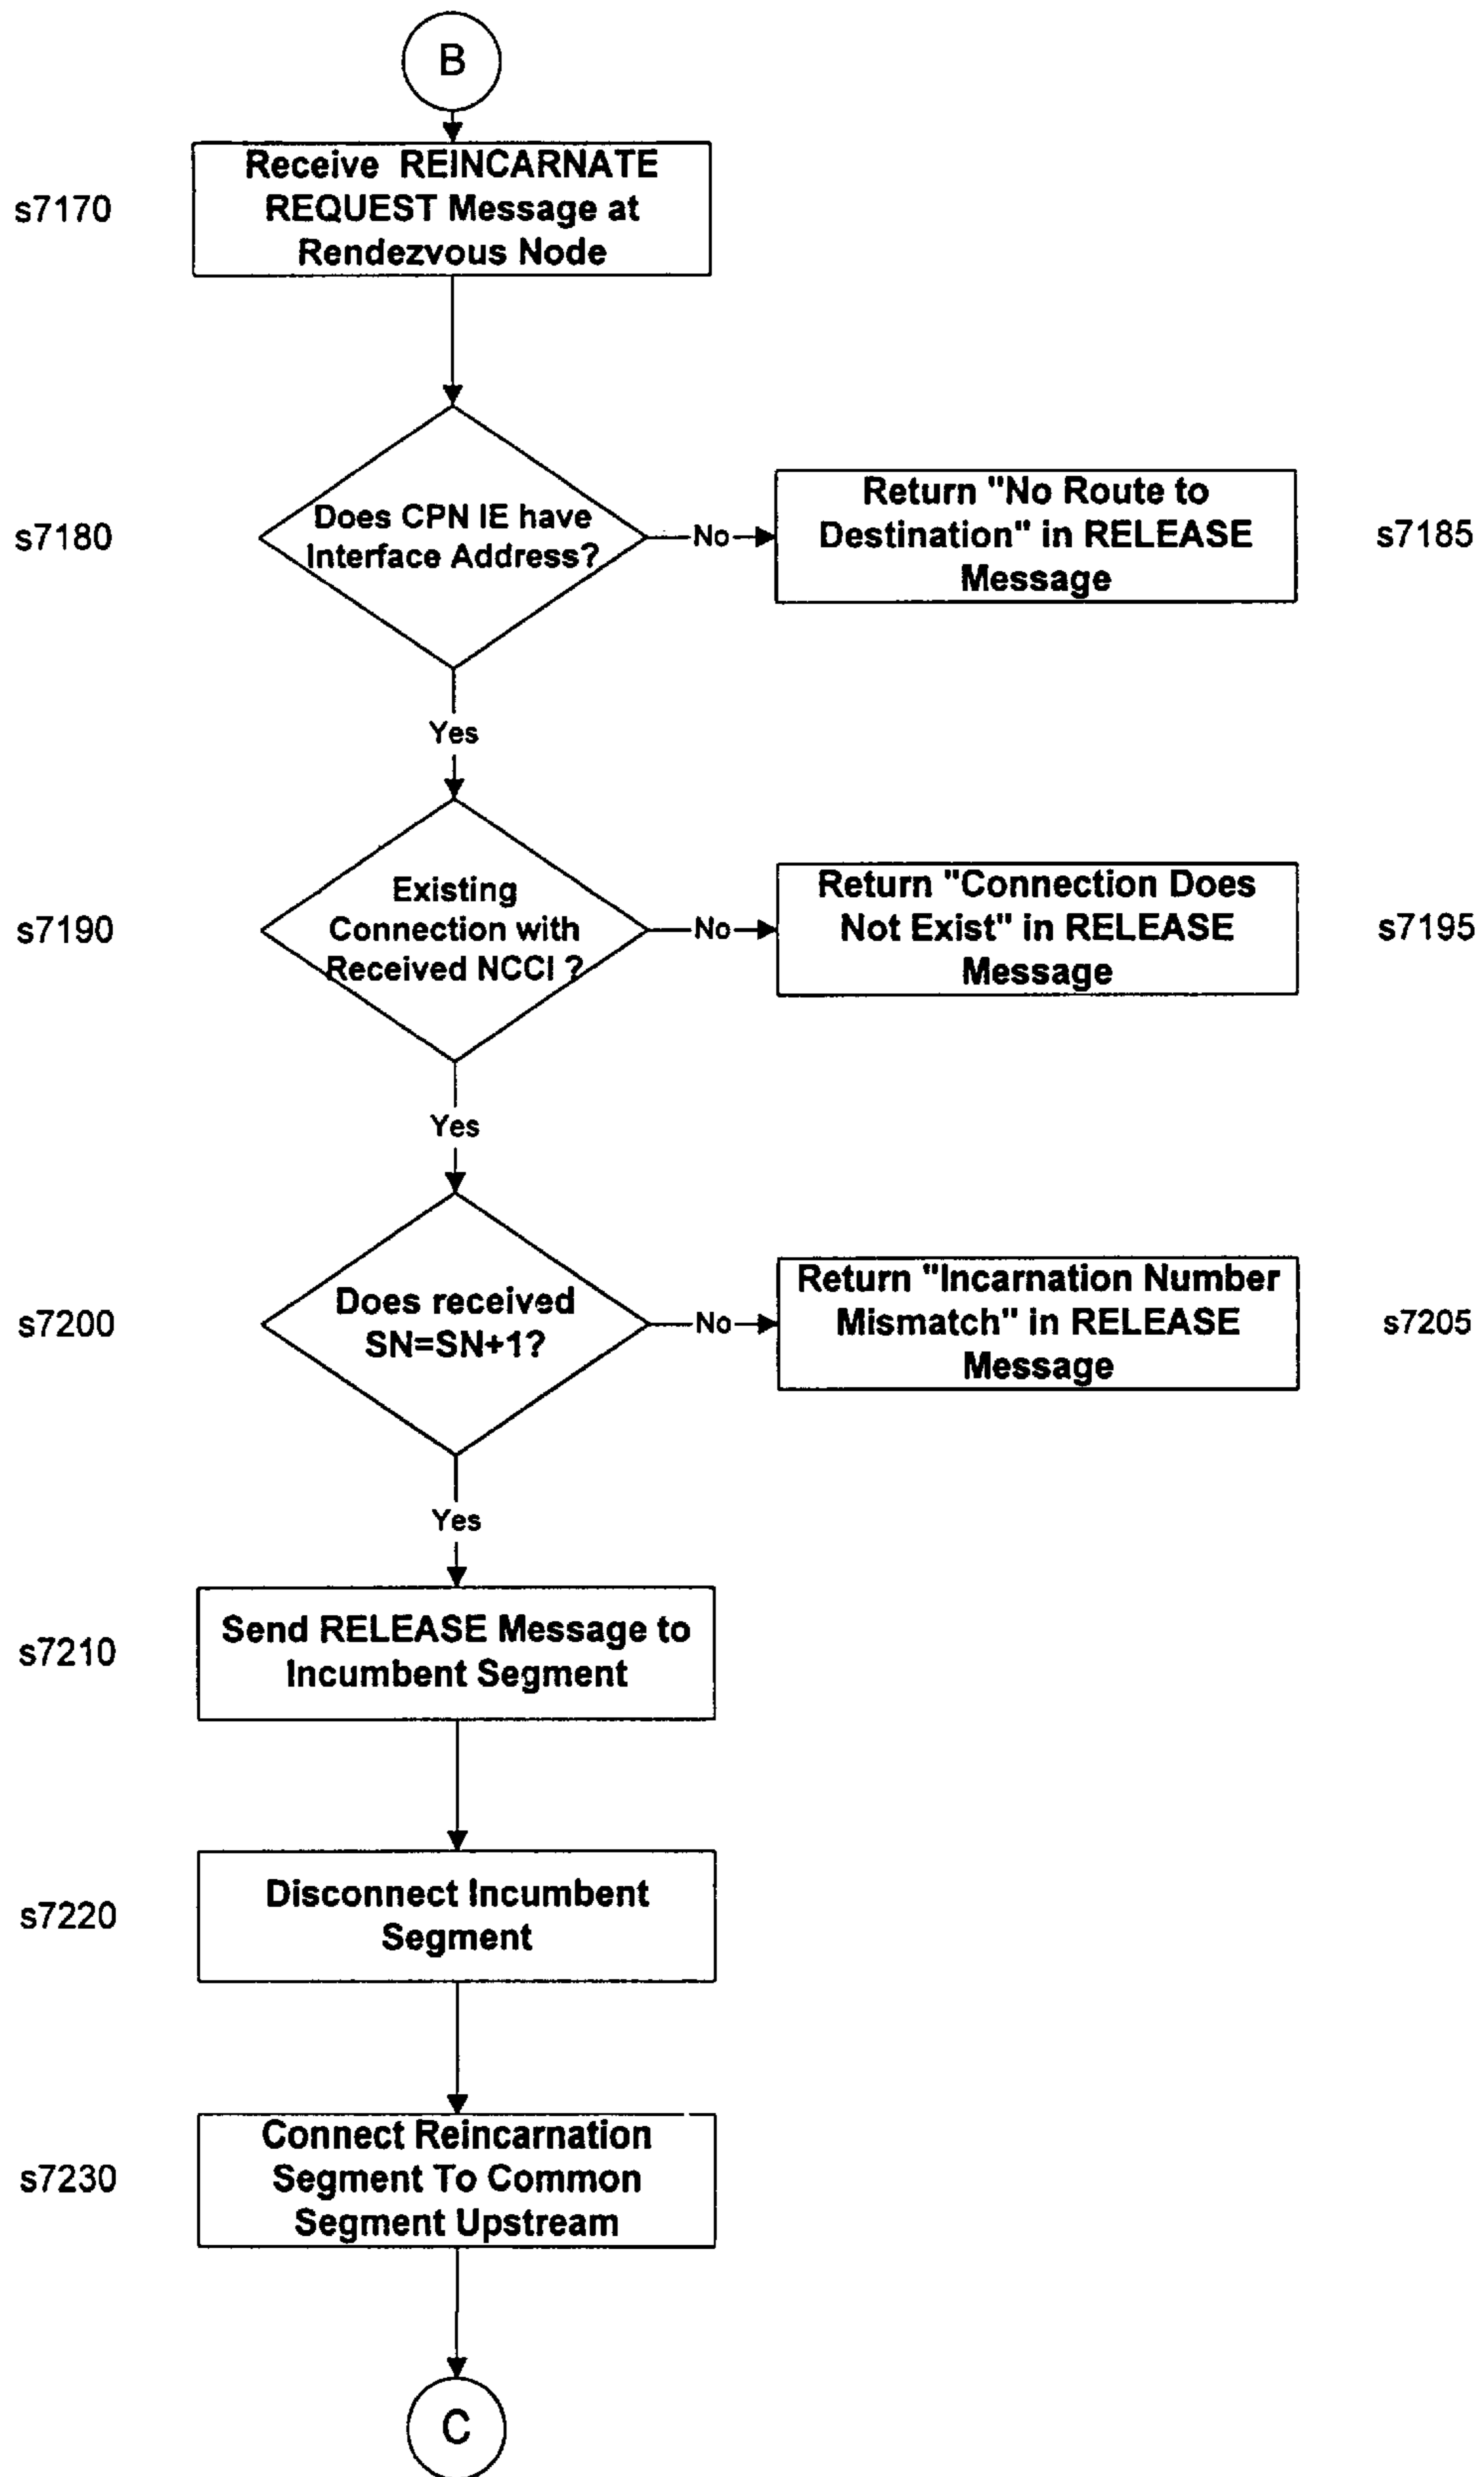 B
s7170
Receive REINCARNATE
REQUEST Message at
Rendezvous Node
s7180
Does CPN IE have
Interface Address?
No
Return "No Route to
Destination" in RELEASE
Message
s7185
Yes
s7190
Existing
Connection with
Received NCCI ?
No
Return "Connection Does
Not Exist" in RELEASE
Message
s7195
Yes
s7200
Does received
SN=SN+1?
No
Return "Incarnation Number
Mismatch" in RELEASE
Message
s7205
Yes
s7210
Send RELEASE Message to
Incumbent Segment
s7220
Disconnect Incumbent
Segment
s7230
Connect Reincarnation
Segment To Common
Segment Upstream
C